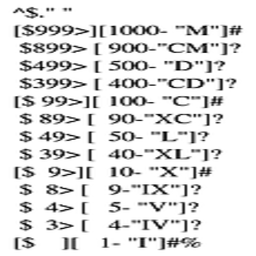 ^$." "
[$999>][1000- "M"]#
$899> [ 900-"CM"]?
$499> [ 500- "D"]?
$399> [ 400-"CD"]?
[$ 99>][ 100- "C"]#
$ 89> [ 90-"XC"]?
$ 49> [ 50- "L"]?
$ 39> [ 40-"XL"]?
[$ 9>][ 10- "X"]#
$ 8> [ 9-"IX"]?
$ 4> [ 5- "V"]?
$ 3> [ 4-"IV"]?
[$ ][ 1- "I"]#%